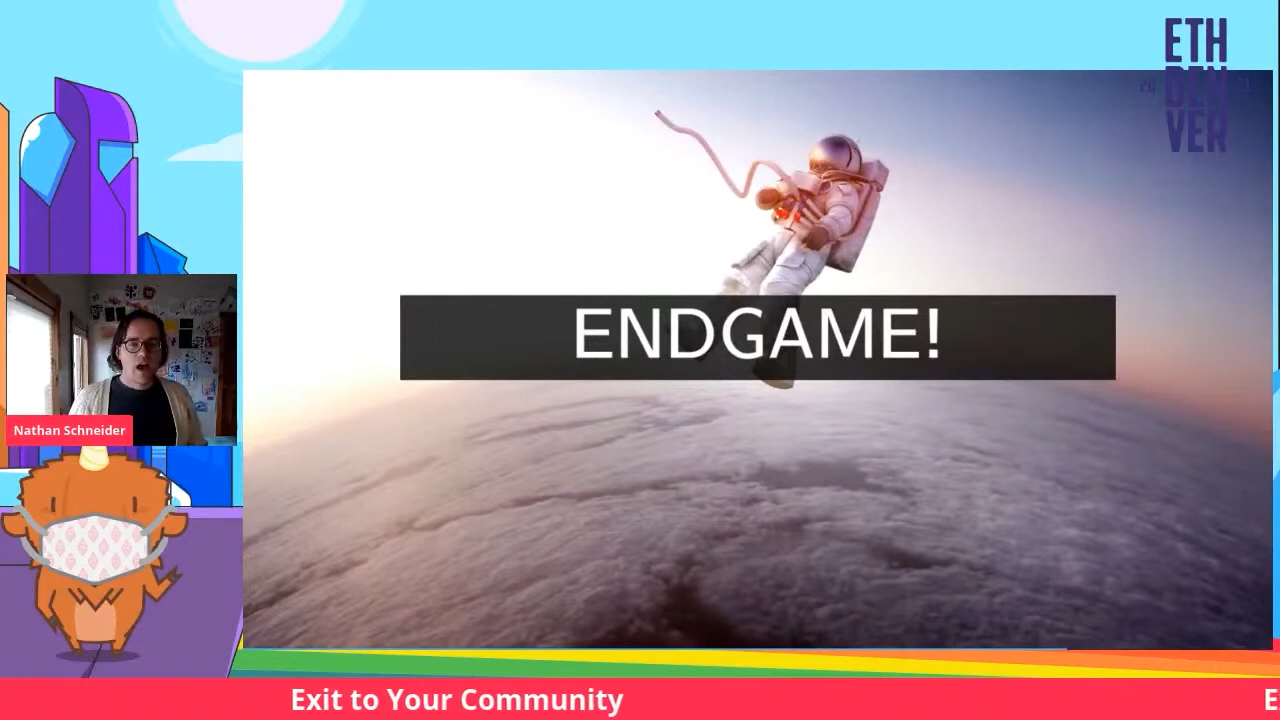 ETH
DEN
VER
ENDGAME!
Nathan Schneider
Exit to Your Community
E